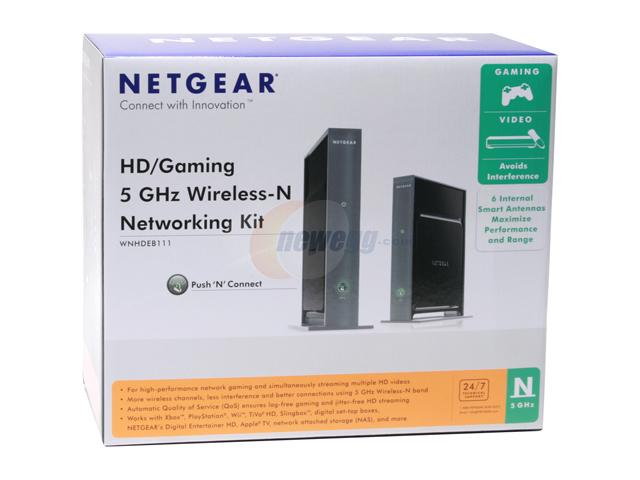 NETGEAR®
Connect with Innovation™
HD/Gaming
5 GHz Wireless-N
Networking Kit
WNHDEB111
Push 'N' Connect
NETGEAR
NETGEAR
newegg.com
GAMING
VIDEO
Avoids
Interference
6 Internal
Smart Antennas
Maximize
Performance
and Range
• For high-performance network gaming and simultaneously streaming multiple HD videos
• More wireless channels, less interference and better connections using 5 GHz Wireless-N band
• Automatic Quality of Service (QoS) ensures lag-free gaming and jitter-free HD streaming
• Works with Xbox™, PlayStation®, Wii™, TiVo® HD, Slingbox™, digital set-top boxes,
NETGEAR's Digital Entertainer HD, Apple® TV, network attached storage (NAS), and more
24/7
TECHNICAL
SUPPORT
N
5 GHz